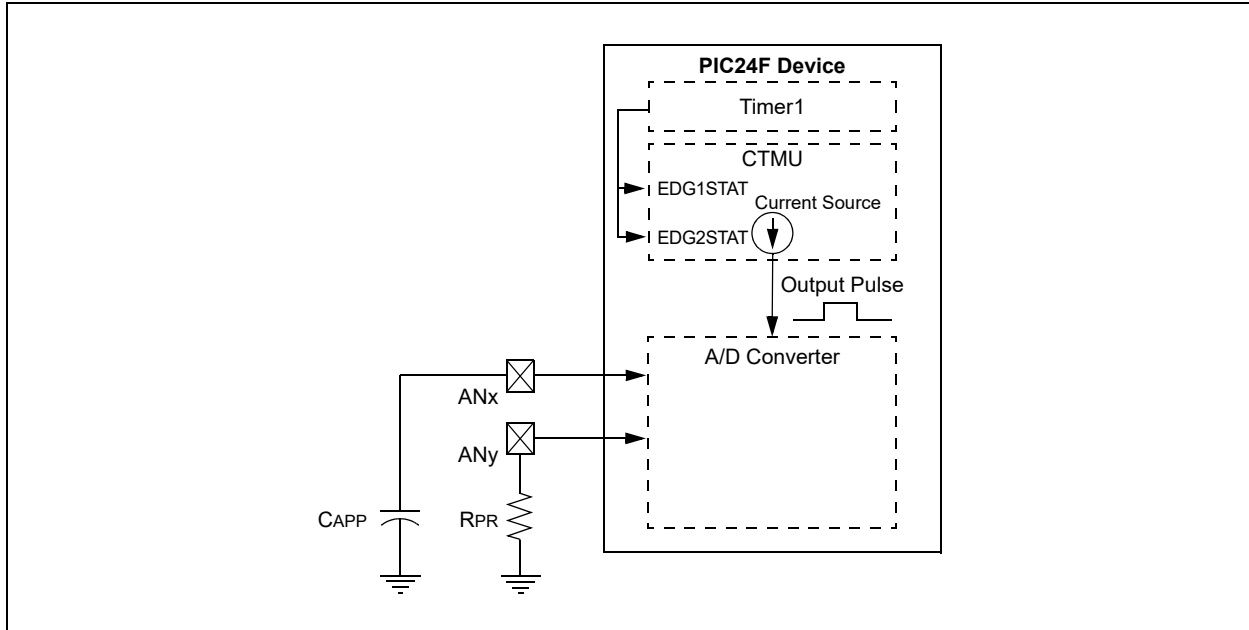 PIC24F Device
Timer1
CTMU
EDG1STAT
Current Source
EDG2STAT
Output Pulse
A/D Converter
ANx
ANy
CAPP
RPR